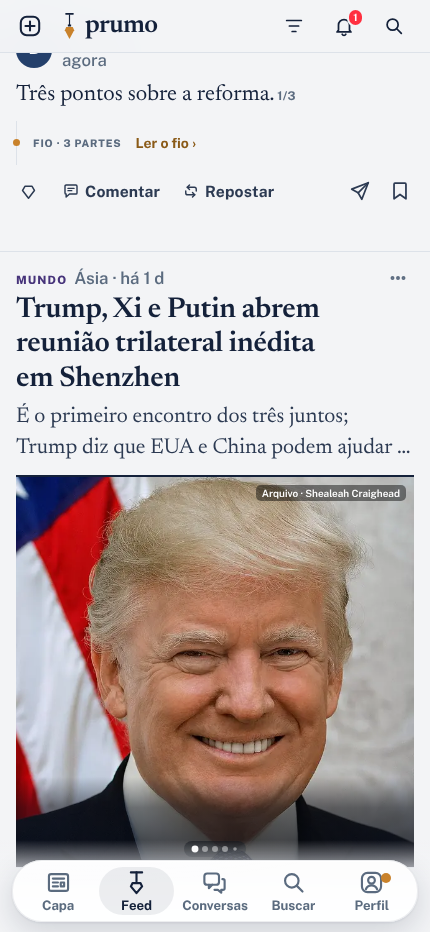 prumo
1
agora
Três pontos sobre a reforma. 1/3
FIO · 3 PARTES Ler o fio ›
Comentar Repostar
MUNDO Ásia · há 1 d
Trump, Xi e Putin abrem
reunião trilateral inédita
em Shenzhen
É o primeiro encontro dos três juntos;
Trump diz que EUA e China podem ajudar ...
Arquivo · Shealeah Craighead
Capa Feed Conversas Buscar Perfil